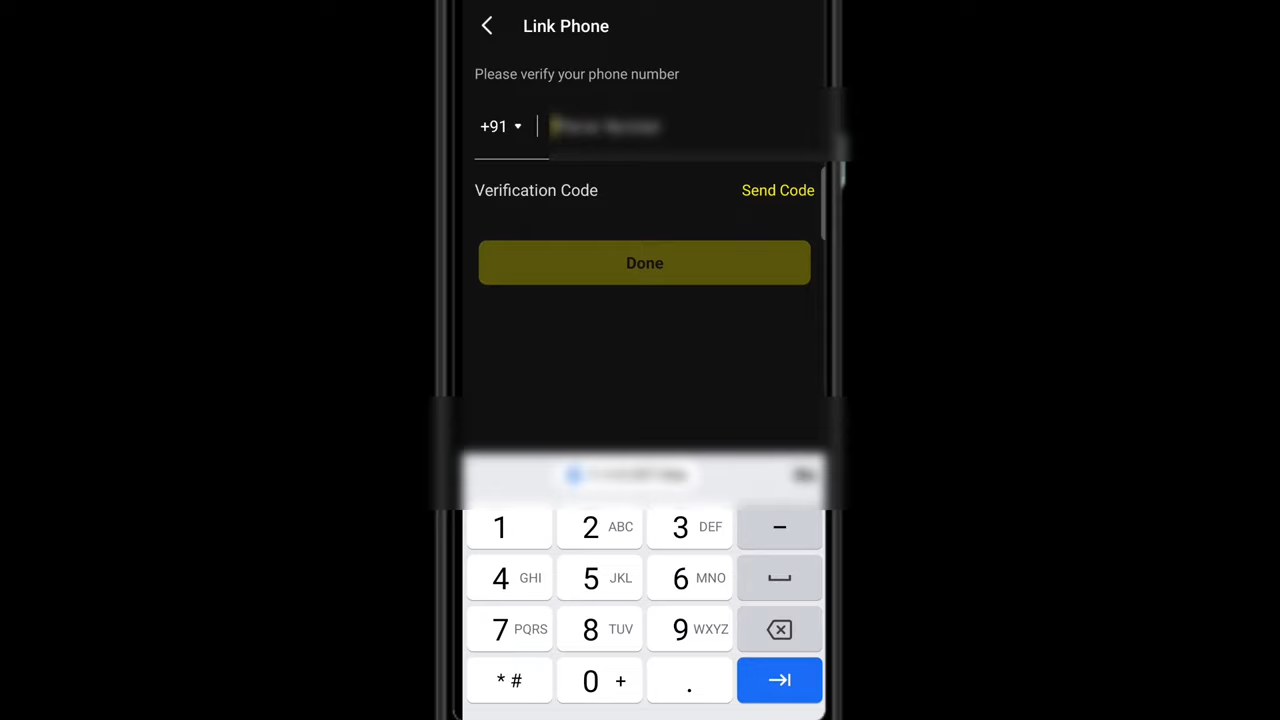 Link Phone
Please verify your phone number
+91
Verification Code Send Code
Done
1 2 ABC 3 DEF -
4 GHI 5 JKL 6 MNO
7 PQRS 8 TUV 9 WXYZ
* # 0 + .